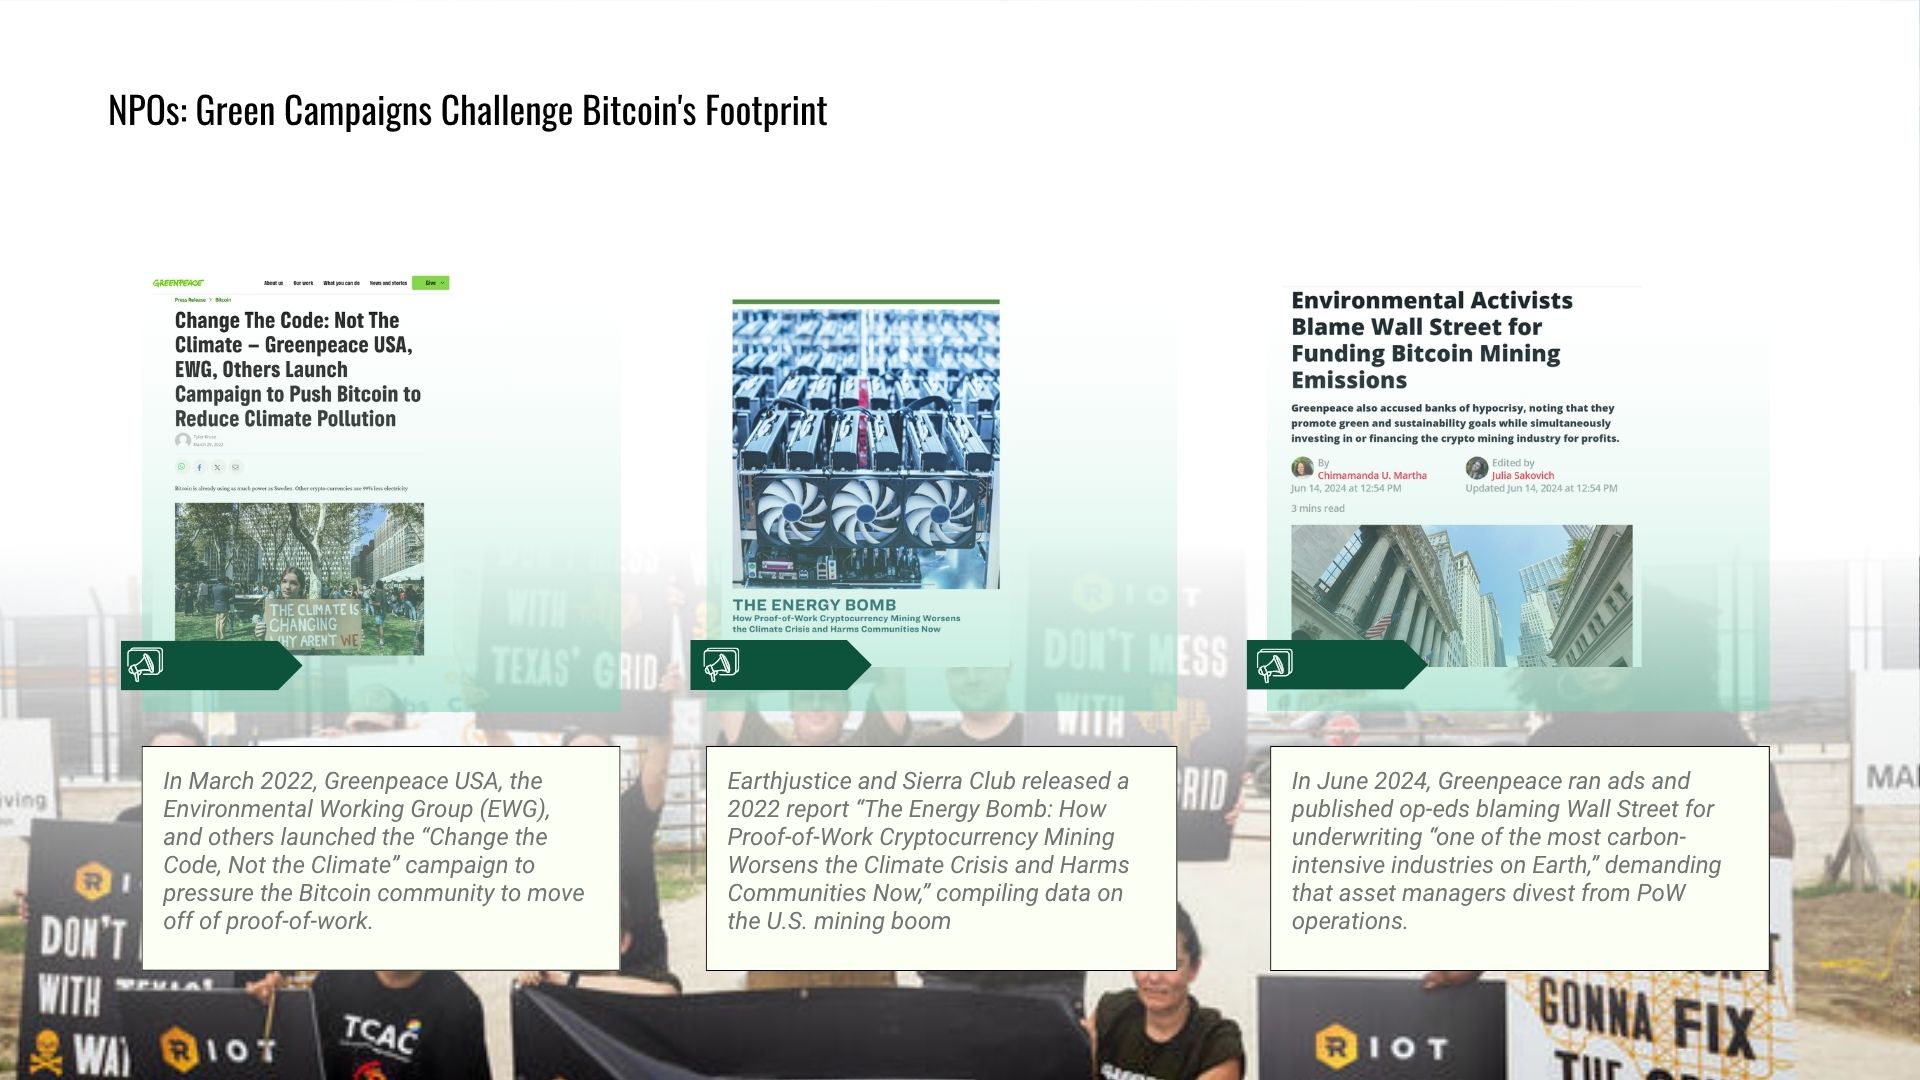 NPOs: Green Campaigns Challenge Bitcoin's Footprint
GREENPEACE
About us Our work What you can do News and stories Give
Press Release > Bitcoin
Change The Code: Not The
Climate – Greenpeace USA,
EWG, Others Launch
Campaign to Push Bitcoin to
Reduce Climate Pollution
Tyler Kruse
March 29, 2022
Bitcoin is already using as much power as Sweden. Other crypto-currencies use 99% less electricity
THE CLIMATE IS
CHANGING
WHY AREN'T WE
THE ENERGY BOMB
How Proof-of-Work Cryptocurrency Mining Worsens
the Climate Crisis and Harms Communities Now
Environmental Activists
Blame Wall Street for
Funding Bitcoin Mining
Emissions
Greenpeace also accused banks of hypocrisy, noting that they
promote green and sustainability goals while simultaneously
investing in or financing the crypto mining industry for profits.
By
Chimamanda U. Martha
Jun 14, 2024 at 12:54 PM
Edited by
Julia Sakovich
Updated Jun 14, 2024 at 12:54 PM
3 mins read
In March 2022, Greenpeace USA, the
Environmental Working Group (EWG),
and others launched the “Change the
Code, Not the Climate” campaign to
pressure the Bitcoin community to move
off of proof-of-work.
Earthjustice and Sierra Club released a
2022 report “The Energy Bomb: How
Proof-of-Work Cryptocurrency Mining
Worsens the Climate Crisis and Harms
Communities Now,” compiling data on
the U.S. mining boom
In June 2024, Greenpeace ran ads and
published op-eds blaming Wall Street for
underwriting “one of the most carbon-
intensive industries on Earth,” demanding
that asset managers divest from PoW
operations.
DON'T MESS
WITH
TEXAS' GRID
RIOT
DON'T MESS
WITH
GRID
DON'T
WITH
RIOT
TCAC
RIOT
GONNA FIX
THE